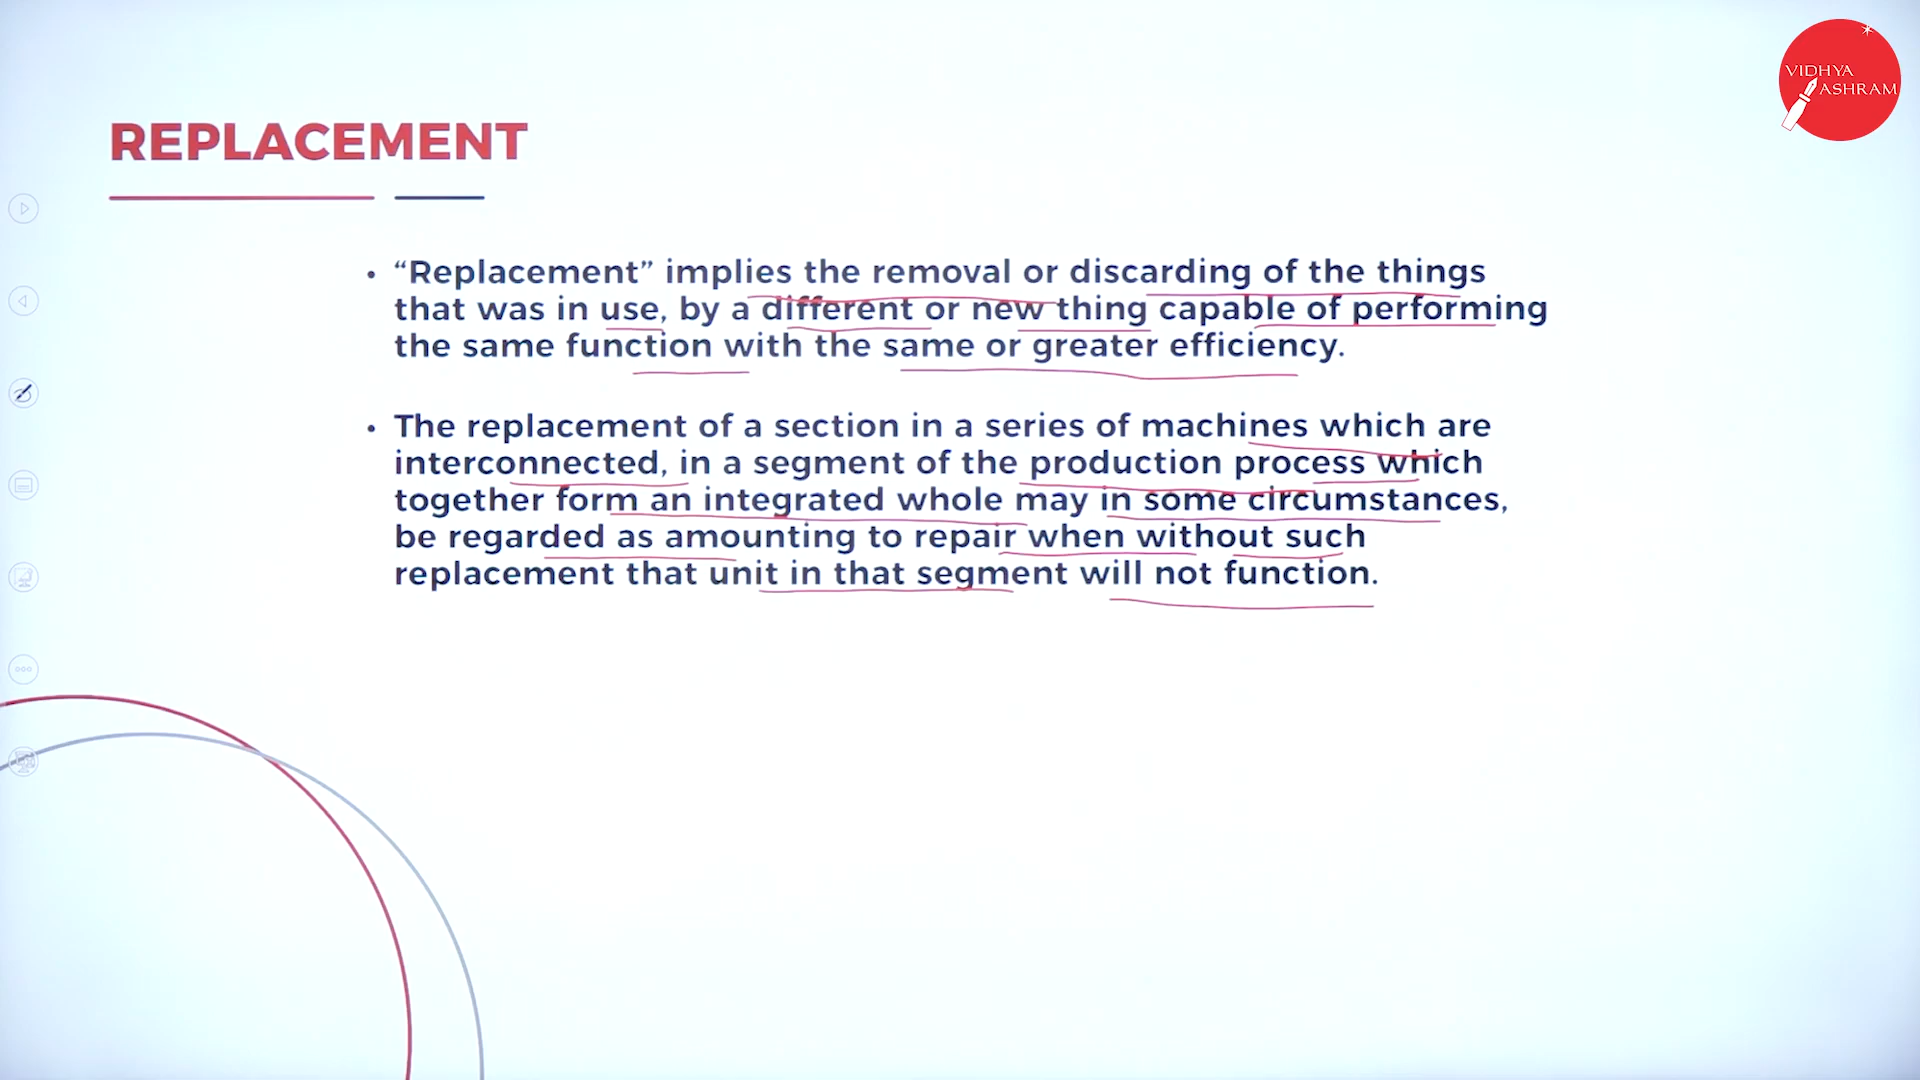 VIDHYA
ASHRAM
REPLACEMENT
• “Replacement” implies the removal or discarding of the things
that was in use, by a different or new thing capable of performing
the same function with the same or greater efficiency.
• The replacement of a section in a series of machines which are
interconnected, in a segment of the production process which
together form an integrated whole may in some circumstances,
be regarded as amounting to repair when without such
replacement that unit in that segment will not function.